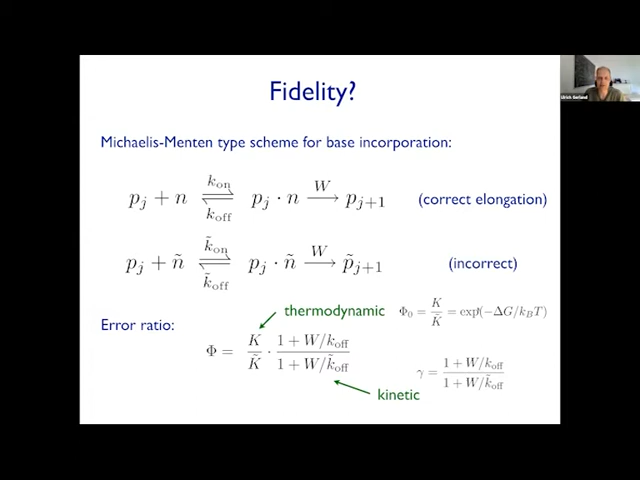 Fidelity?
Michaelis-Menten type scheme for base incorporation:
p_j + n k_on ⇌ k_off p_j · n W → p_{j+1} (correct elongation)
p_j + ñ k̃_on ⇌ k̃_off p_j · ñ W → p̃_{j+1} (incorrect)
thermodynamic Φ_0 = K / K̃ = exp(−ΔG/k_BT)
Error ratio: Φ = K / K̃ · (1 + W/k_off) / (1 + W/k̃_off)
γ = (1 + W/k_off) / (1 + W/k̃_off)
kinetic